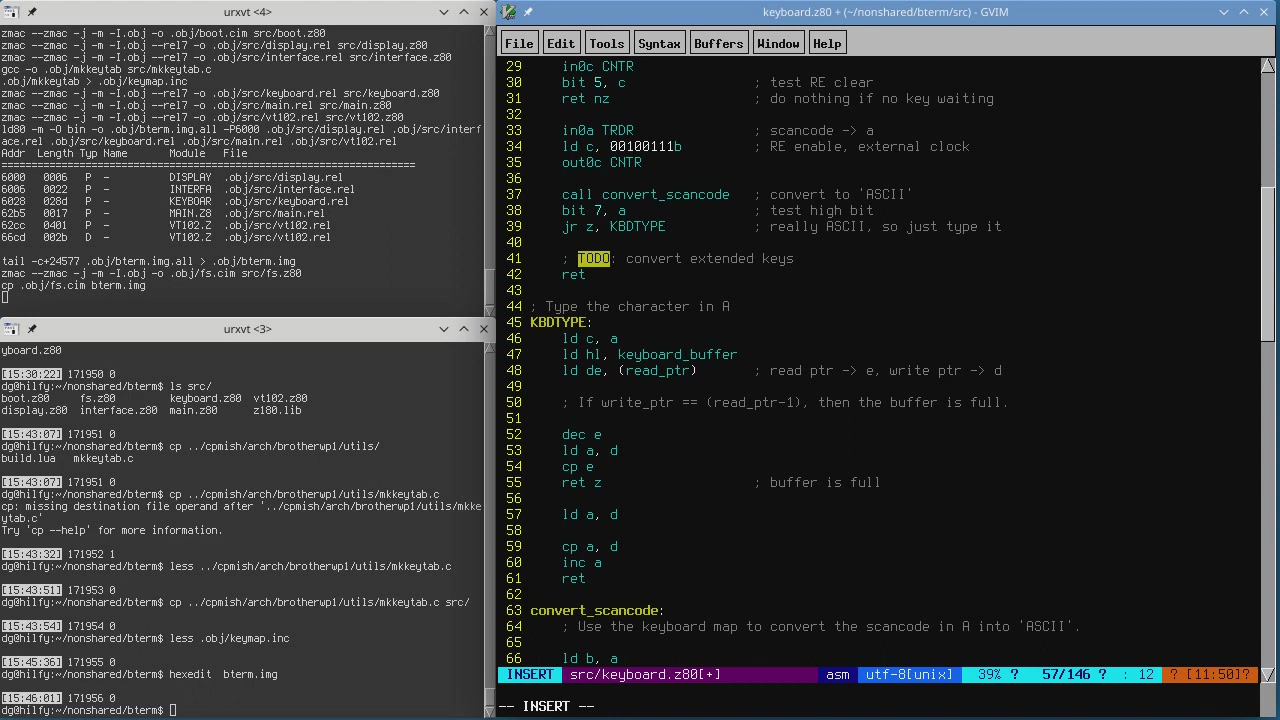 urxvt <4>
zmac --zmac -j -m -I.obj -o .obj/boot.cim src/boot.z80
zmac --zmac -j -m -I.obj --rel7 -o .obj/src/display.rel src/display.z80
zmac --zmac -j -m -I.obj --rel7 -o .obj/src/interface.rel src/interface.z80
gcc -o .obj/mkkeytab src/mkkeytab.c
.obj/mkkeytab > .obj/keymap.inc
zmac --zmac -j -m -I.obj --rel7 -o .obj/src/keyboard.rel src/keyboard.z80
zmac --zmac -j -m -I.obj --rel7 -o .obj/src/main.rel src/main.z80
zmac --zmac -j -m -I.obj --rel7 -o .obj/src/vt102.rel src/vt102.z80
ld80 -m -O bin -o .obj/bterm.img.all -P6000 .obj/src/display.rel .obj/src/interf
ace.rel .obj/src/keyboard.rel .obj/src/main.rel .obj/src/vt102.rel
Addr Length Typ Name Module File
==============================================================
6000 0006 P - DISPLAY .obj/src/display.rel
6006 0022 P - INTERFA .obj/src/interface.rel
6028 028d P - KEYBOAR .obj/src/keyboard.rel
62b5 0017 P - MAIN.Z8 .obj/src/main.rel
62cc 0401 P - VT102.Z .obj/src/vt102.rel
66cd 002b D - VT102.Z .obj/src/vt102.rel
tail -c+24577 .obj/bterm.img.all > .obj/bterm.img
zmac --zmac -j -m -I.obj -o .obj/fs.cim src/fs.z80
cp .obj/fs.cim bterm.img
urxvt <3>
yboard.z80
[15:30:22] 171950 0
dg@hilfy:~/nonshared/bterm$ ls src/
boot.z80 fs.z80 keyboard.z80 vt102.z80
display.z80 interface.z80 main.z80 z180.lib
[15:43:07] 171951 0
dg@hilfy:~/nonshared/bterm$ cp ../cpmish/arch/brotherwp1/utils/
build.lua mkkeytab.c
[15:43:07] 171951 0
dg@hilfy:~/nonshared/bterm$ cp ../cpmish/arch/brotherwp1/utils/mkkeytab.c
cp: missing destination file operand after '../cpmish/arch/brotherwp1/utils/mkke
ytab.c'
Try 'cp --help' for more information.
[15:43:32] 171952 1
dg@hilfy:~/nonshared/bterm$ less ../cpmish/arch/brotherwp1/utils/mkkeytab.c
[15:43:51] 171953 0
dg@hilfy:~/nonshared/bterm$ cp ../cpmish/arch/brotherwp1/utils/mkkeytab.c src/
[15:43:54] 171954 0
dg@hilfy:~/nonshared/bterm$ less .obj/keymap.inc
[15:45:36] 171955 0
dg@hilfy:~/nonshared/bterm$ hexedit bterm.img
[15:46:01] 171956 0
dg@hilfy:~/nonshared/bterm$
keyboard.z80 + (~/nonshared/bterm/src) - GVIM
File Edit Tools Syntax Buffers Window Help
29 in0c CNTR
30 bit 5, c ; test RE clear
31 ret nz ; do nothing if no key waiting
32
33 in0a TRDR ; scancode -> a
34 ld c, 00100111b ; RE enable, external clock
35 out0c CNTR
36
37 call convert_scancode ; convert to 'ASCII'
38 bit 7, a ; test high bit
39 jr z, KBDTYPE ; really ASCII, so just type it
40
41 ; TODO: convert extended keys
42 ret
43
44 ; Type the character in A
45 KBDTYPE:
46 ld c, a
47 ld hl, keyboard_buffer
48 ld de, (read_ptr) ; read ptr -> e, write ptr -> d
49
50 ; If write_ptr == (read_ptr-1), then the buffer is full.
51
52 dec e
53 ld a, d
54 cp e
55 ret z ; buffer is full
56
57 ld a, d
58
59 cp a, d
60 inc a
61 ret
62
63 convert_scancode:
64 ; Use the keyboard map to convert the scancode in A into 'ASCII'.
65
66 ld b, a
INSERT src/keyboard.z80[+] asm utf-8[unix] 39% ? 57/146 ? : 12 ? [11:50]?
-- INSERT --